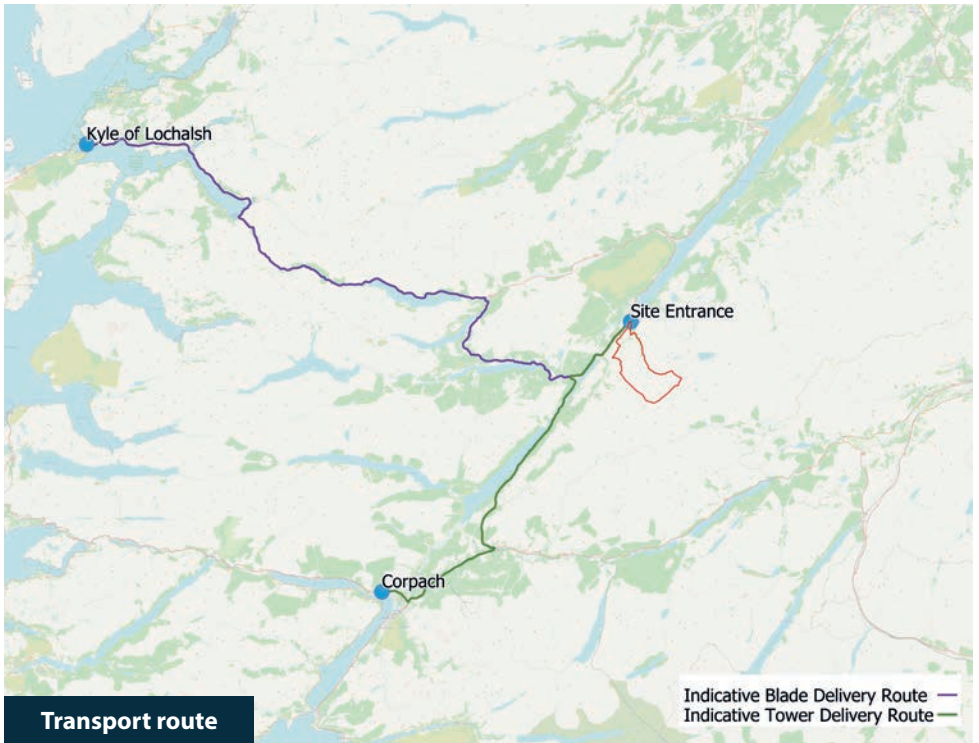 Kyle of Lochalsh
Site Entrance
Corpach
Indicative Blade Delivery Route
Indicative Tower Delivery Route
Transport route